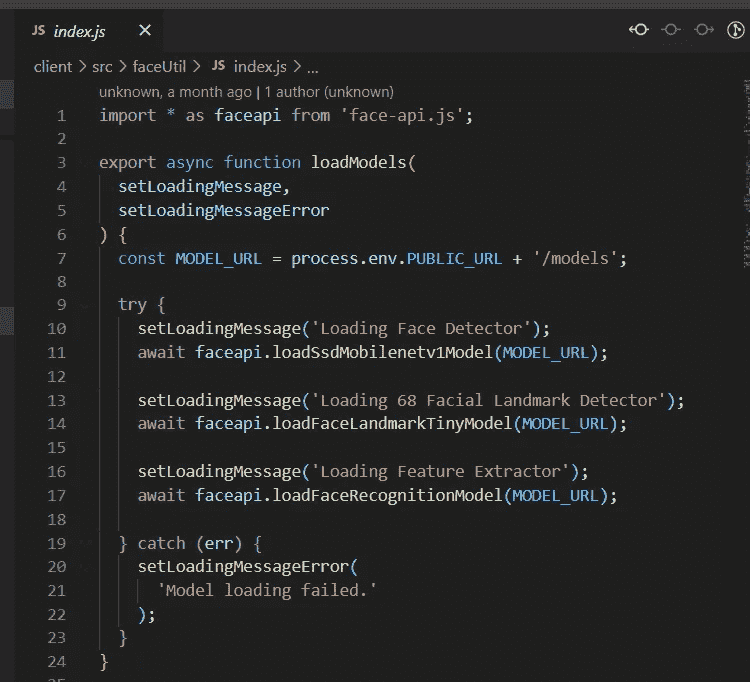 JS index.js ×
client > src > faceUtil > JS index.js > ...
unknown, a month ago | 1 author (unknown)
1 import * as faceapi from 'face-api.js';
2
3 export async function loadModels(
4 setLoadingMessage,
5 setLoadingMessageError
6 ) {
7 const MODEL_URL = process.env.PUBLIC_URL + '/models';
8
9 try {
10 setLoadingMessage('Loading Face Detector');
11 await faceapi.loadSsdMobilenetv1Model(MODEL_URL);
12
13 setLoadingMessage('Loading 68 Facial Landmark Detector');
14 await faceapi.loadFaceLandmarkTinyModel(MODEL_URL);
15
16 setLoadingMessage('Loading Feature Extractor');
17 await faceapi.loadFaceRecognitionModel(MODEL_URL);
18
19 } catch (err) {
20 setLoadingMessageError(
21 'Model loading failed.'
22 );
23 }
24 }